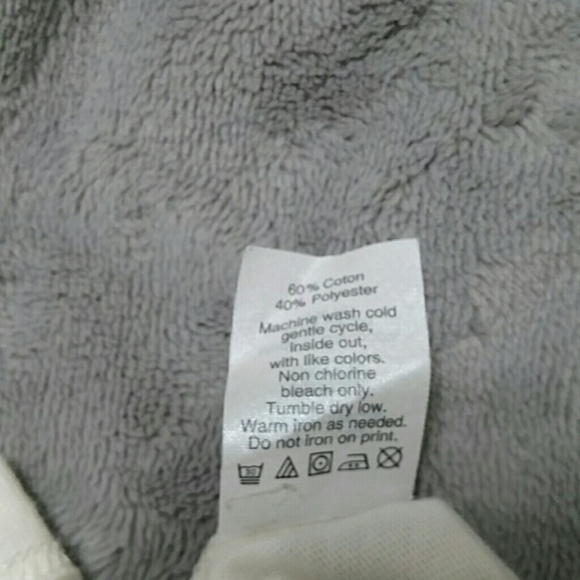 60% Coton
40% Polyester
Machine wash cold
gentle cycle,
Inside out,
with like colors.
Non chlorine
bleach only.
Tumble dry low.
Warm iron as needed.
Do not iron on print.
30